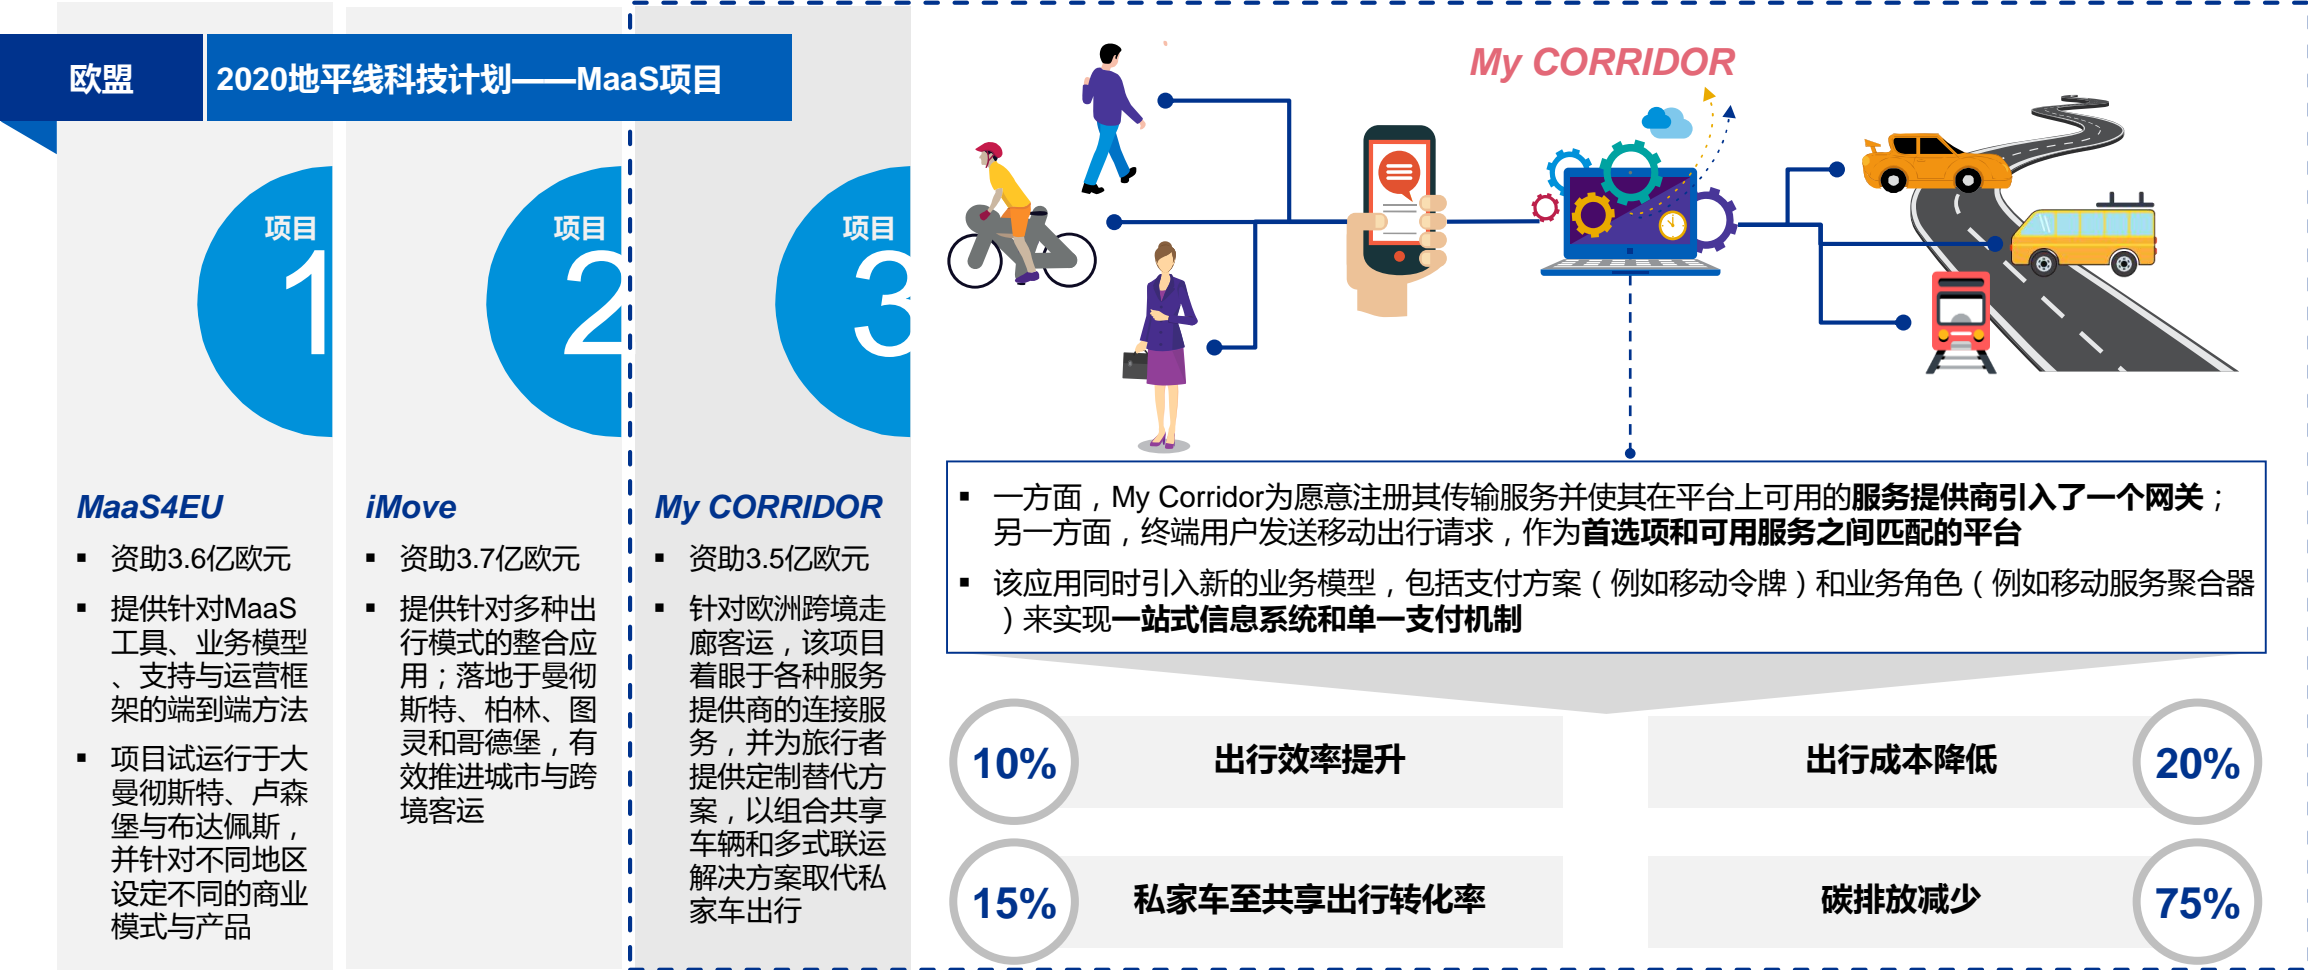 欧盟
2020地平线科技计划——MaaS项目
项目
1
MaaS4EU
▪ 资助3.6亿欧元
▪ 提供针对MaaS
工具、业务模型
、支持与运营框
架的端到端方法
▪ 项目试运行于大
曼彻斯特、卢森
堡与布达佩斯，
并针对不同地区
设定不同的商业
模式与产品
项目
2
iMove
▪ 资助3.7亿欧元
▪ 提供针对多种出
行模式的整合应
用；落地于曼彻
斯特、柏林、图
灵和哥德堡，有
效推进城市与跨
境客运
项目
3
My CORRIDOR
▪ 资助3.5亿欧元
▪ 针对欧洲跨境走
廊客运，该项目
着眼于各种服务
提供商的连接服
务，并为旅行者
提供定制替代方
案，以组合共享
车辆和多式联运
解决方案取代私
家车出行
My CORRIDOR
▪ 一方面，My Corridor为愿意注册其传输服务并使其在平台上可用的服务提供商引入了一个网关；
另一方面，终端用户发送移动出行请求，作为首选项和可用服务之间匹配的平台
▪ 该应用同时引入新的业务模型，包括支付方案（例如移动令牌）和业务角色（例如移动服务聚合器
）来实现一站式信息系统和单一支付机制
10%
出行效率提升
出行成本降低
20%
15%
私家车至共享出行转化率
碳排放减少
75%